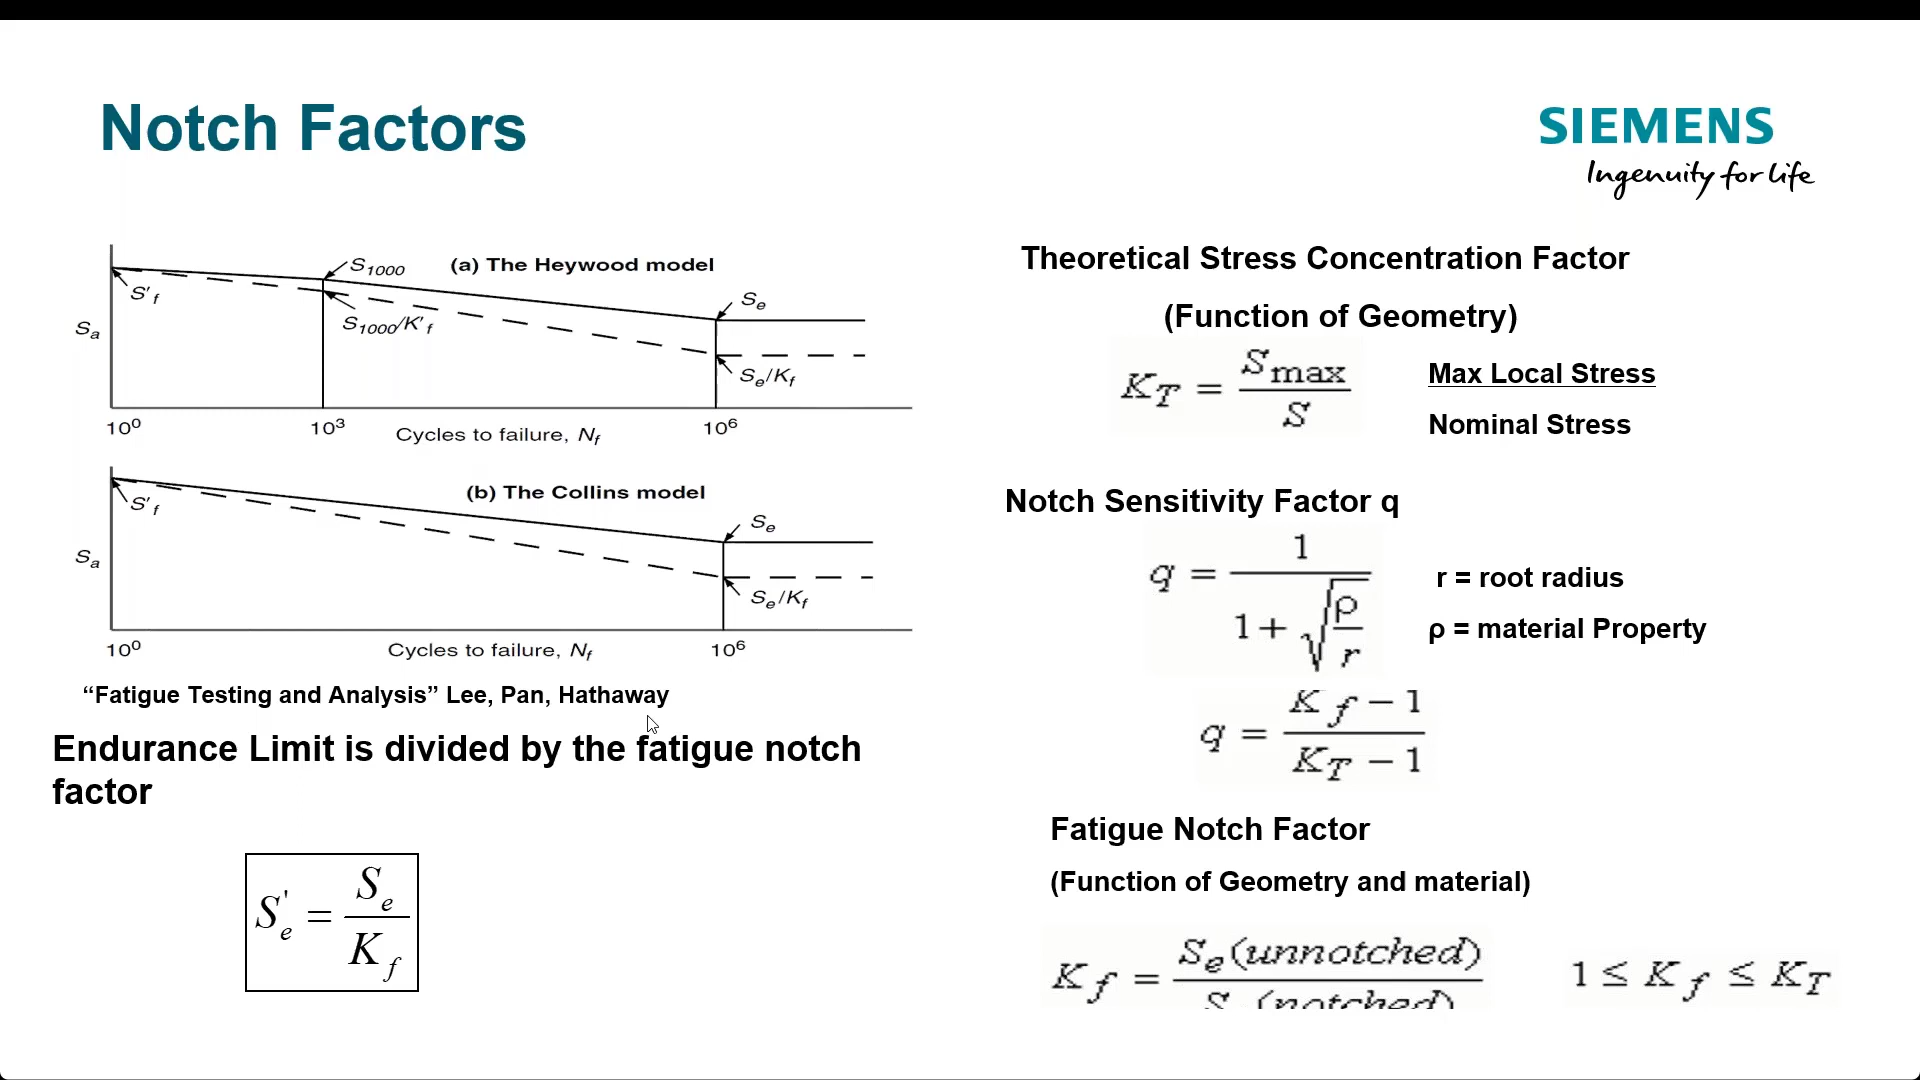 Notch Factors
SIEMENS
Ingenuity for life
(a) The Heywood model
S1000
S'f
S1000/K'f
Se
Se/Kf
Sa
10⁰
10³
10⁶
Cycles to failure, Nf
(b) The Collins model
S'f
Se
Se/Kf
Sa
10⁰
10⁶
Cycles to failure, Nf
“Fatigue Testing and Analysis” Lee, Pan, Hathaway
Endurance Limit is divided by the fatigue notch
factor
S'e = Se / Kf
Theoretical Stress Concentration Factor
(Function of Geometry)
KT = Smax / S
Max Local Stress
Nominal Stress
Notch Sensitivity Factor q
q = 1 / (1 + √(ρ/r))
r = root radius
ρ = material Property
q = (Kf − 1) / (KT − 1)
Fatigue Notch Factor
(Function of Geometry and material)
Kf = Se(unnotched) / S (notched)
1 ≤ Kf ≤ KT